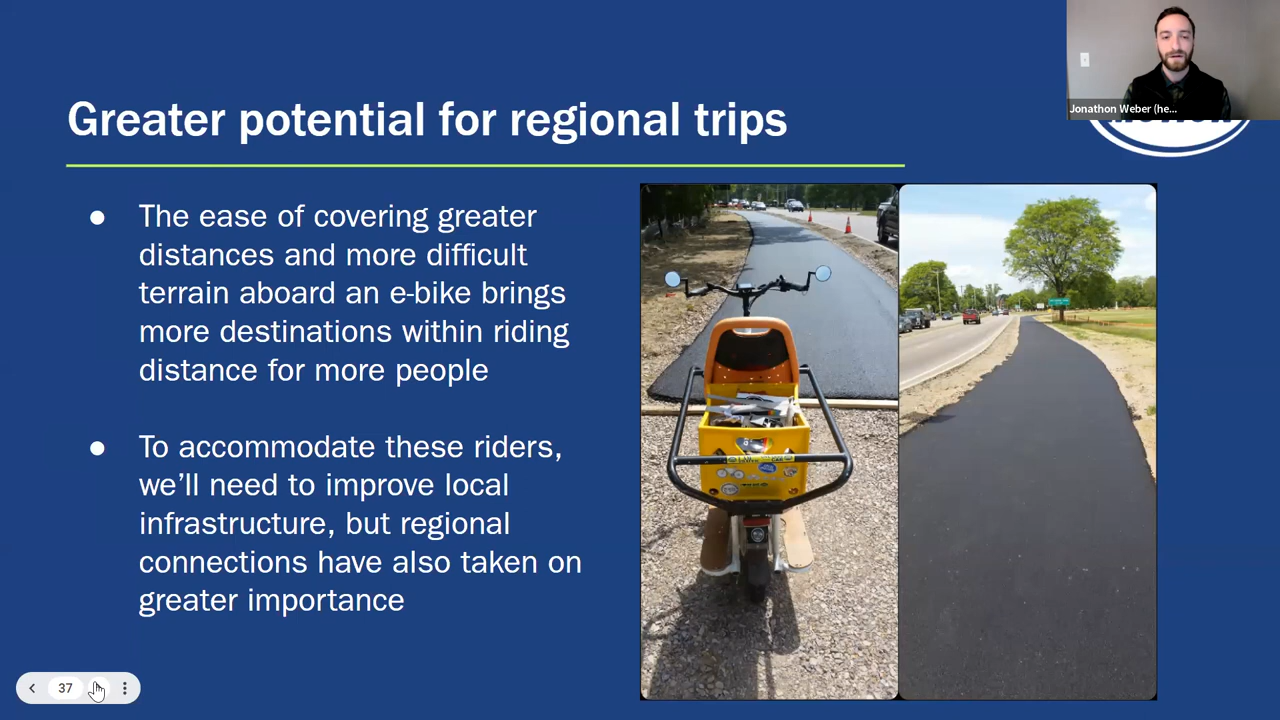 Greater potential for regional trips
Jonathon Weber (he...
● The ease of covering greater
distances and more difficult
terrain aboard an e-bike brings
more destinations within riding
distance for more people
● To accommodate these riders,
we'll need to improve local
infrastructure, but regional
connections have also taken on
greater importance
37